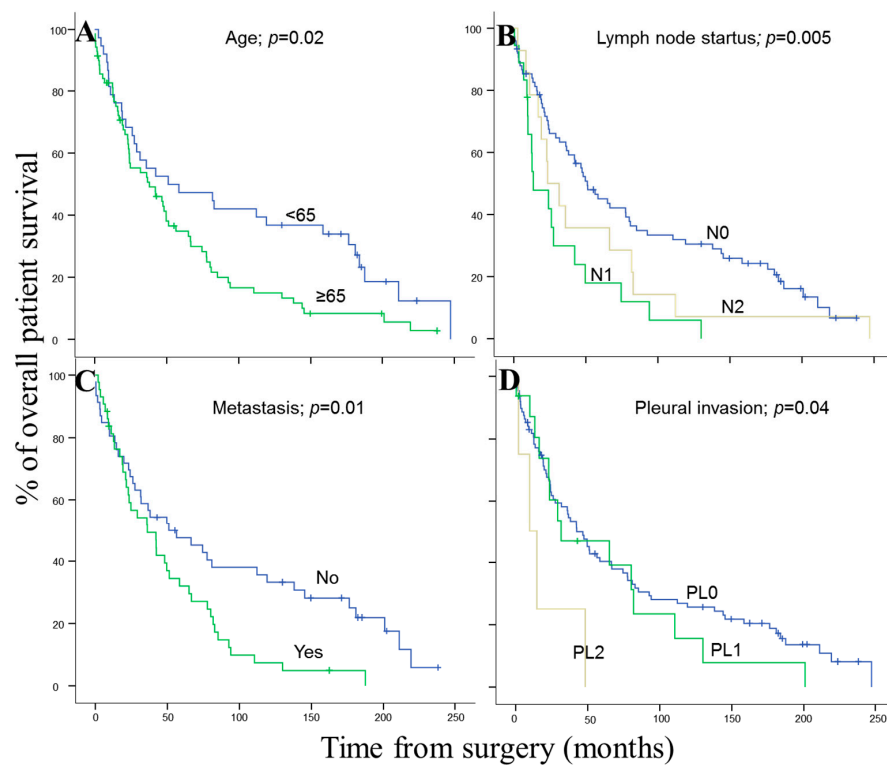 % of overall patient survival
A
Age; p=0.02
100
80
60
40
20
0
<65
≥65
B
Lymph node startus; p=0.005
100
80
60
40
20
0
N0
N1
N2
0 50 100 150 200 250
0 50 100 150 200 250
C
Metastasis; p=0.01
100
80
60
40
20
0
No
Yes
0 50 100 150 200 250
D
Pleural invasion; p=0.04
PL0
PL1
PL2
0 50 100 150 200 250
Time from surgery (months)